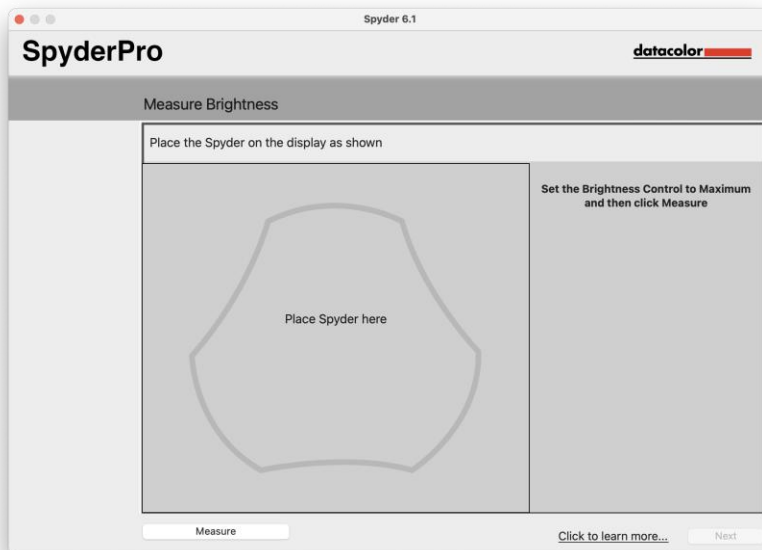 Spyder 6.1
SpyderPro
datacolor
Measure Brightness
Place the Spyder on the display as shown
Set the Brightness Control to Maximum
and then click Measure
Place Spyder here
Measure
Click to learn more...
Next